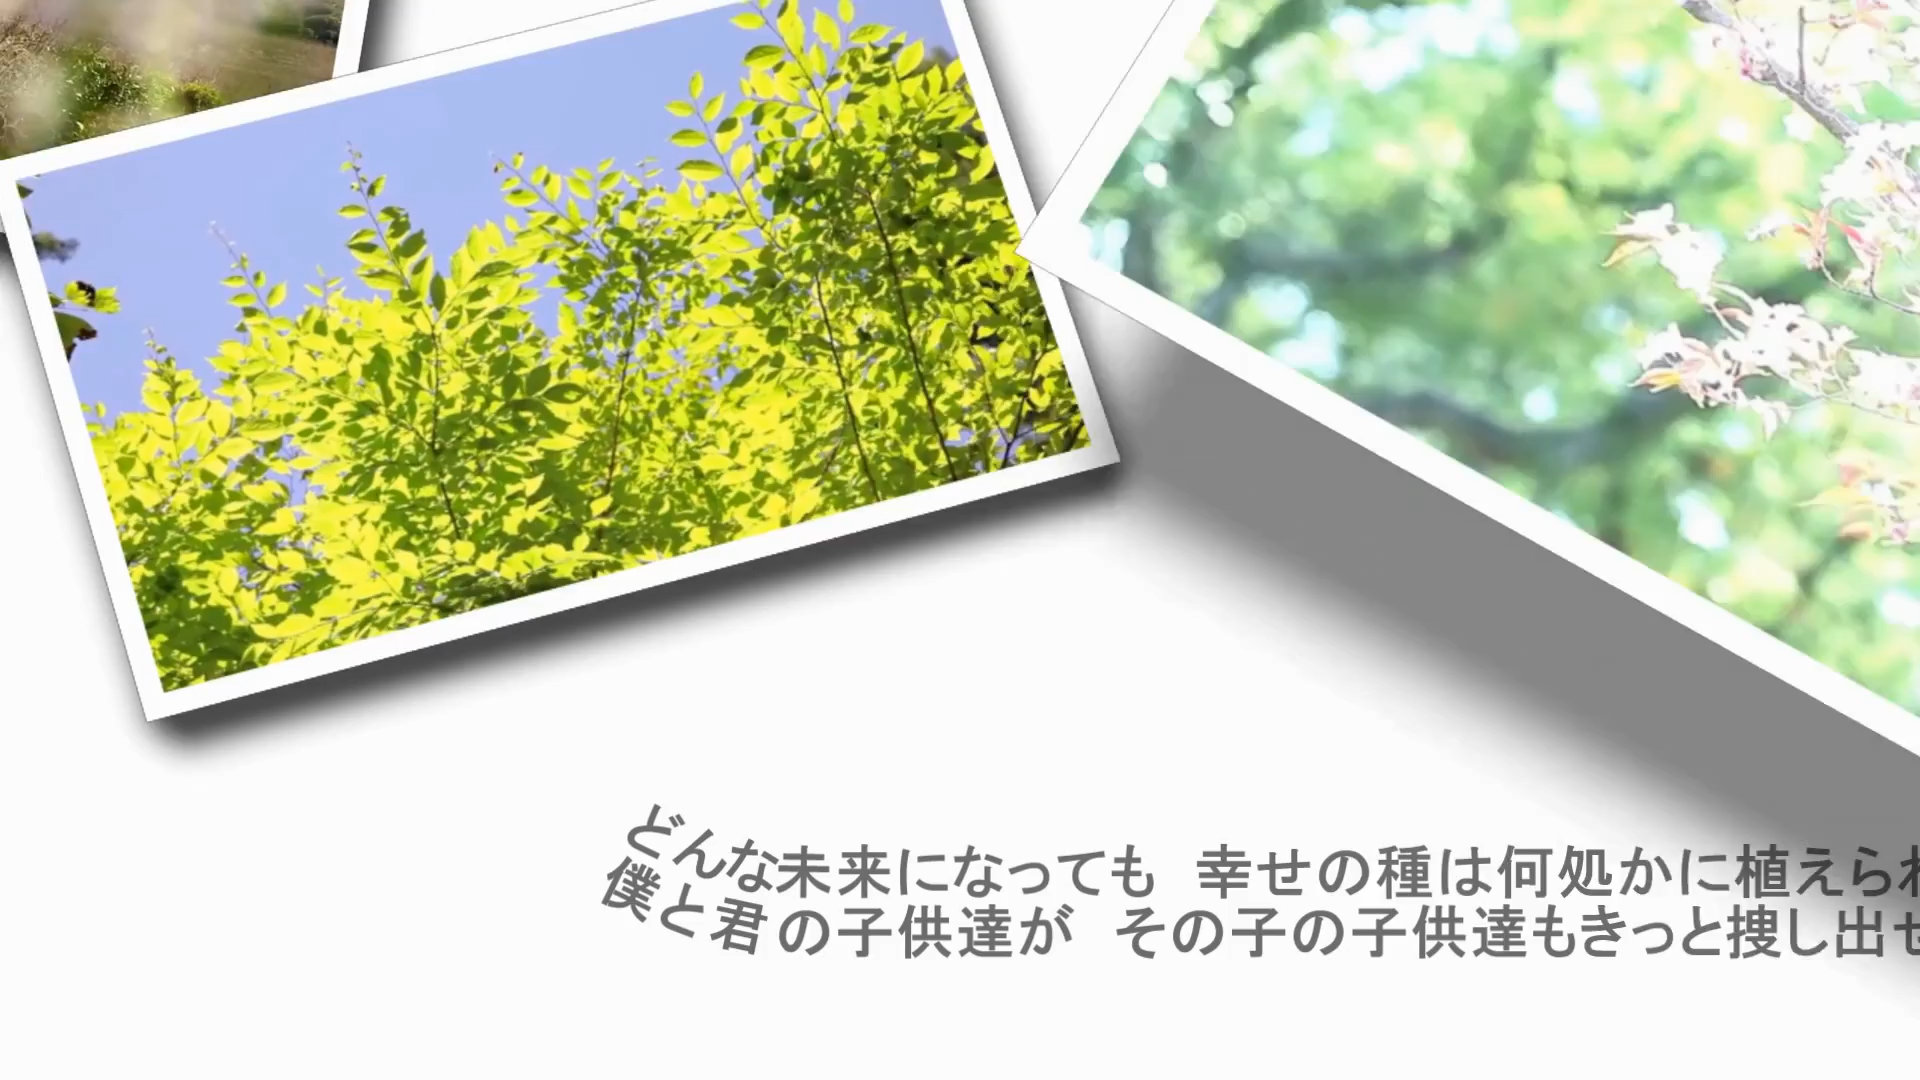 どんな未来になっても　幸せの種は何処かに植えられ
僕と君の子供達が　その子の子供達もきっと捜し出せ